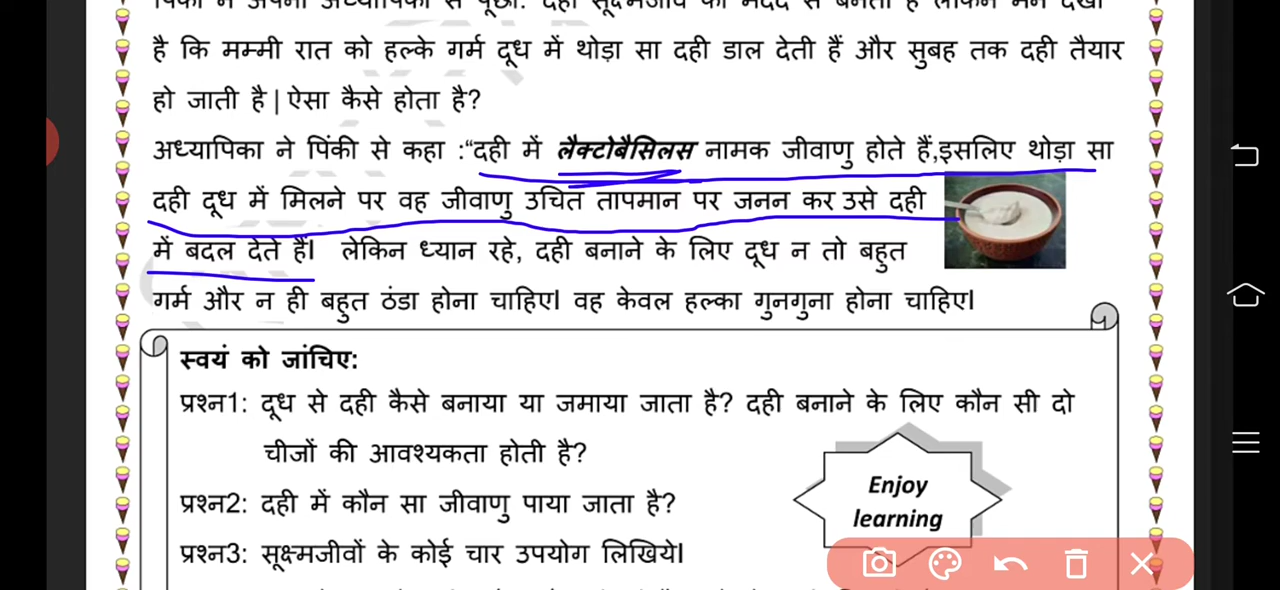 है कि मम्मी रात को हल्के गर्म दूध में थोड़ा सा दही डाल देती हैं और सुबह तक दही तैयार
हो जाती है | ऐसा कैसे होता है?
अध्यापिका ने पिंकी से कहा :“दही में लैक्टोबैसिलस नामक जीवाणु होते हैं,इसलिए थोड़ा सा
दही दूध में मिलने पर वह जीवाणु उचित तापमान पर जनन कर उसे दही
में बदल देते हैं। लेकिन ध्यान रहे, दही बनाने के लिए दूध न तो बहुत
गर्म और न ही बहुत ठंडा होना चाहिए। वह केवल हल्का गुनगुना होना चाहिए।
स्वयं को जांचिए:
प्रश्न1: दूध से दही कैसे बनाया या जमाया जाता है? दही बनाने के लिए कौन सी दो
चीजों की आवश्यकता होती है?
प्रश्न2: दही में कौन सा जीवाणु पाया जाता है?
प्रश्न3: सूक्ष्मजीवों के कोई चार उपयोग लिखिये।
Enjoy
learning